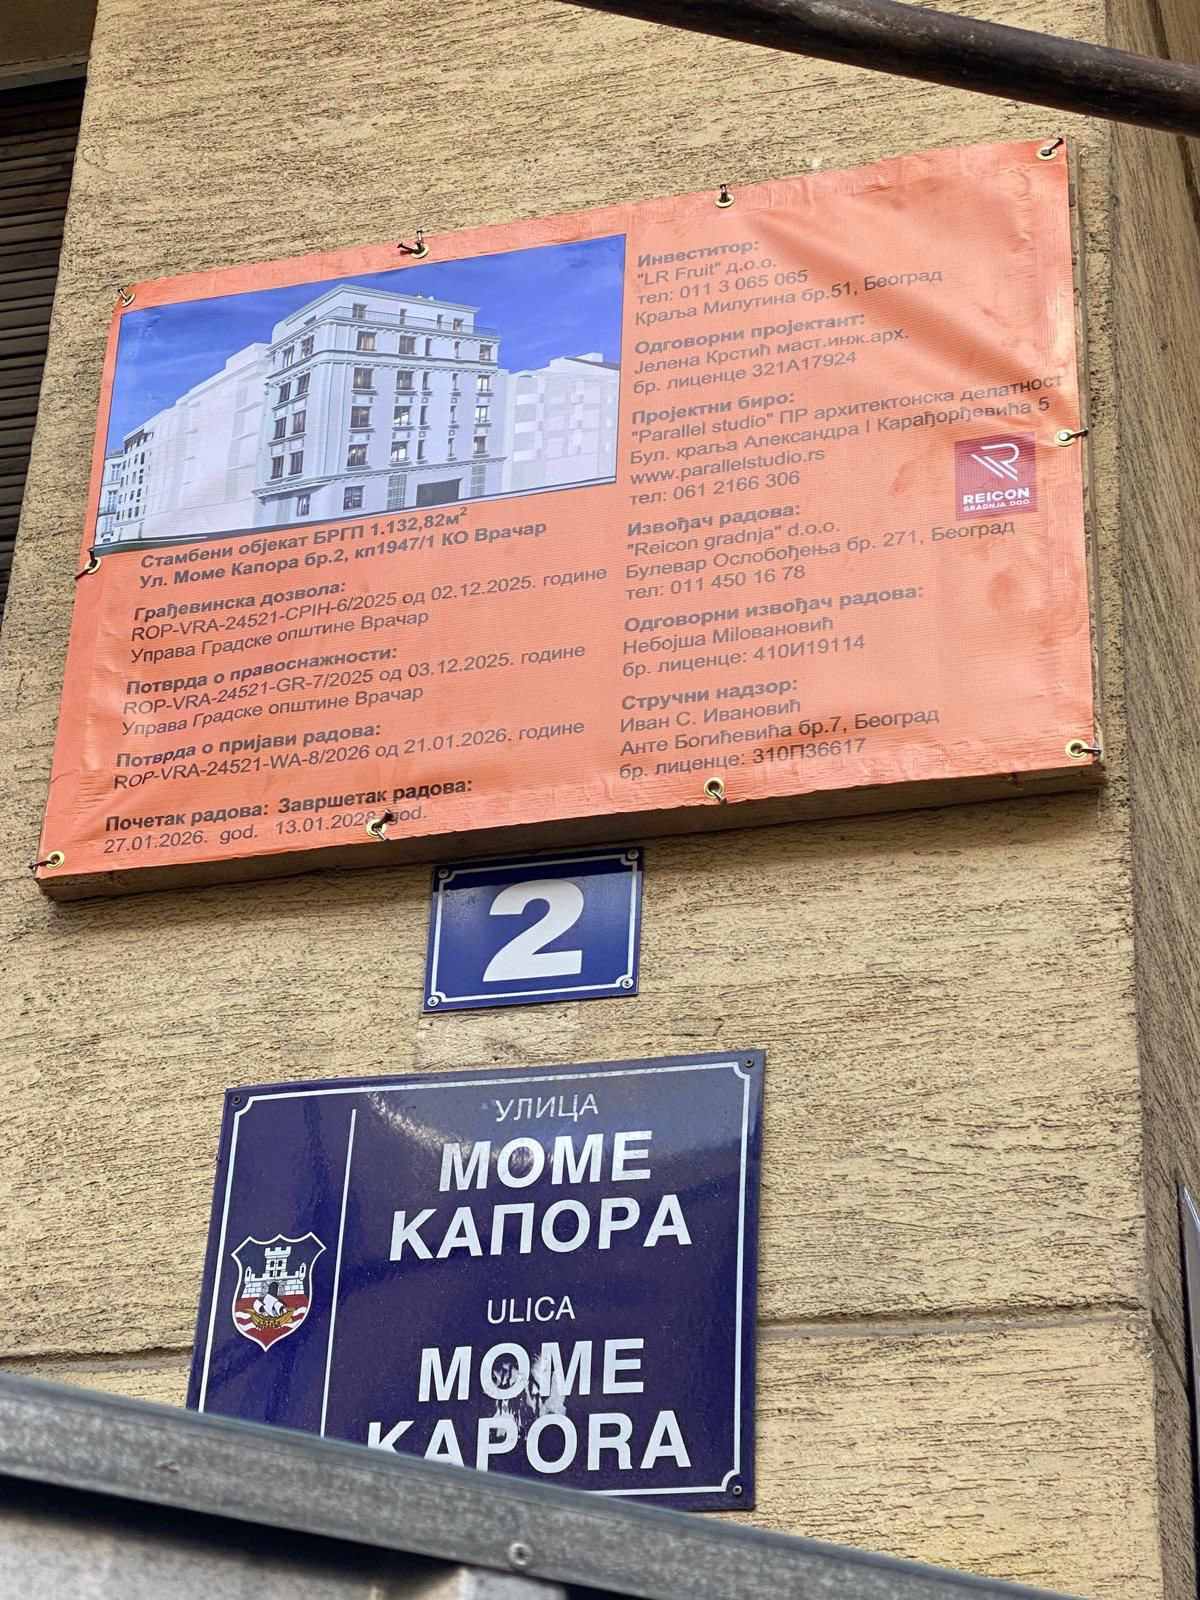 Стамбени објекат БРГП 1.132,82м²
Ул. Моме Капора бр.2, кп1947/1 КО Врачар
Грађевинска дозвола:
ROP-VRA-24521-CPIH-6/2025 од 02.12.2025. године
Управа Градске општине Врачар
Потврда о правоснажности:
ROP-VRA-24521-GR-7/2025 од 03.12.2025. године
Управа Градске општине Врачар
Потврда о пријави радова:
ROP-VRA-24521-WA-8/2026 од 21.01.2026. године
Почетак радова: Завршетак радова:
27.01.2026. год. 13.01.2028. god.
Инвеститор:
"LR Fruit" д.о.о.
тел: 011 3 065 065
Краља Милутина бр.51, Београд
Одговорни пројектант:
Јелена Крстић маст.инж.арх.
бр. лиценце 321А17924
Пројектни биро:
"Parallel studio" ПР архитектонска делатност
Бул. краља Александра I Карађорђевића 5
www.parallelstudio.rs
тел: 061 2166 306
REICON
GRADNJA DOO
Извођач радова:
"Reicon gradnja" d.o.o.
Булевар Ослобођења бр. 271, Београд
тел: 011 450 16 78
Одговорни извођач радова:
Небојша Миловановић
бр. лиценце: 410И19114
Стручни надзор:
Иван С. Ивановић
Анте Богићевића бр.7, Београд
бр. лиценце: 310П36617
2
УЛИЦА
МОМЕ
КАПОРА
ULICA
MOME
KAPORA